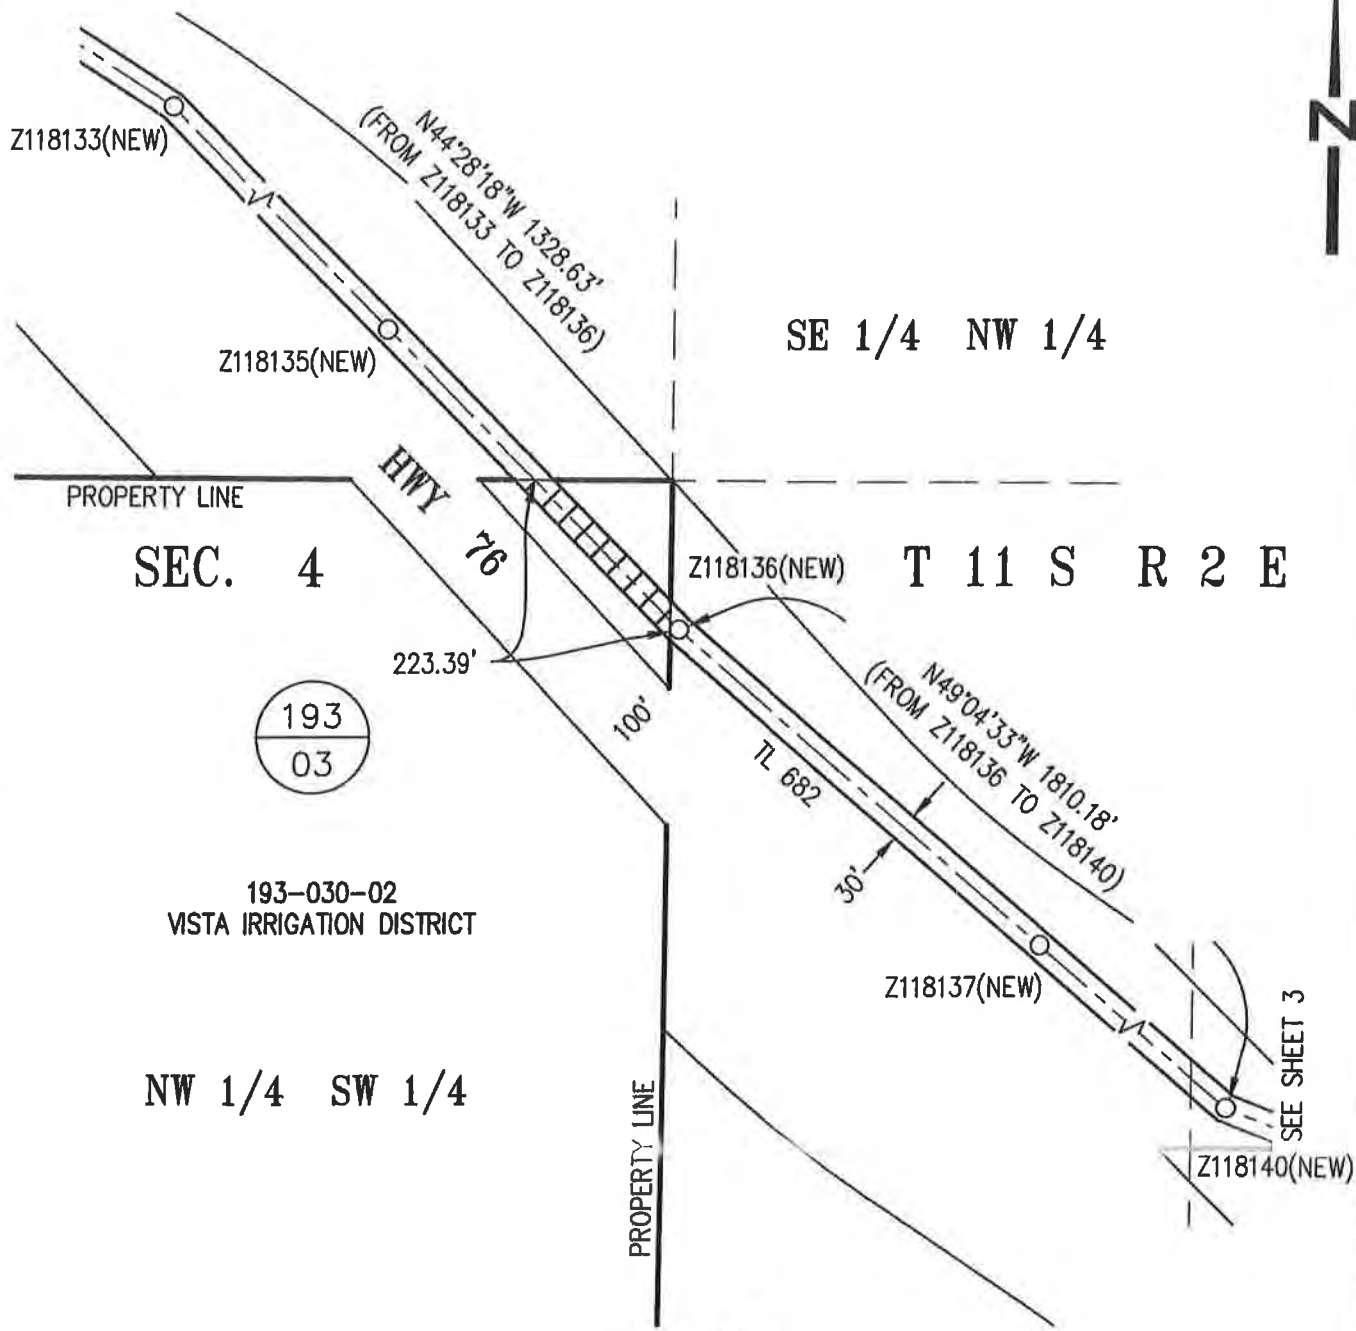 N
Z118133(NEW)
N44°28'18"W 1328.63'
(FROM Z118133 TO Z118136)
Z118135(NEW)
SE 1/4 NW 1/4
HWY 76
PROPERTY LINE
SEC. 4
Z118136(NEW)
T 11 S R 2 E
223.39'
193
03
100'
TL 682
N49°04'33"W 1810.18'
(FROM Z118136 TO Z118140)
30'
193-030-02
VISTA IRRIGATION DISTRICT
Z118137(NEW)
SEE SHEET 3
NW 1/4 SW 1/4
PROPERTY LINE
Z118140(NEW)